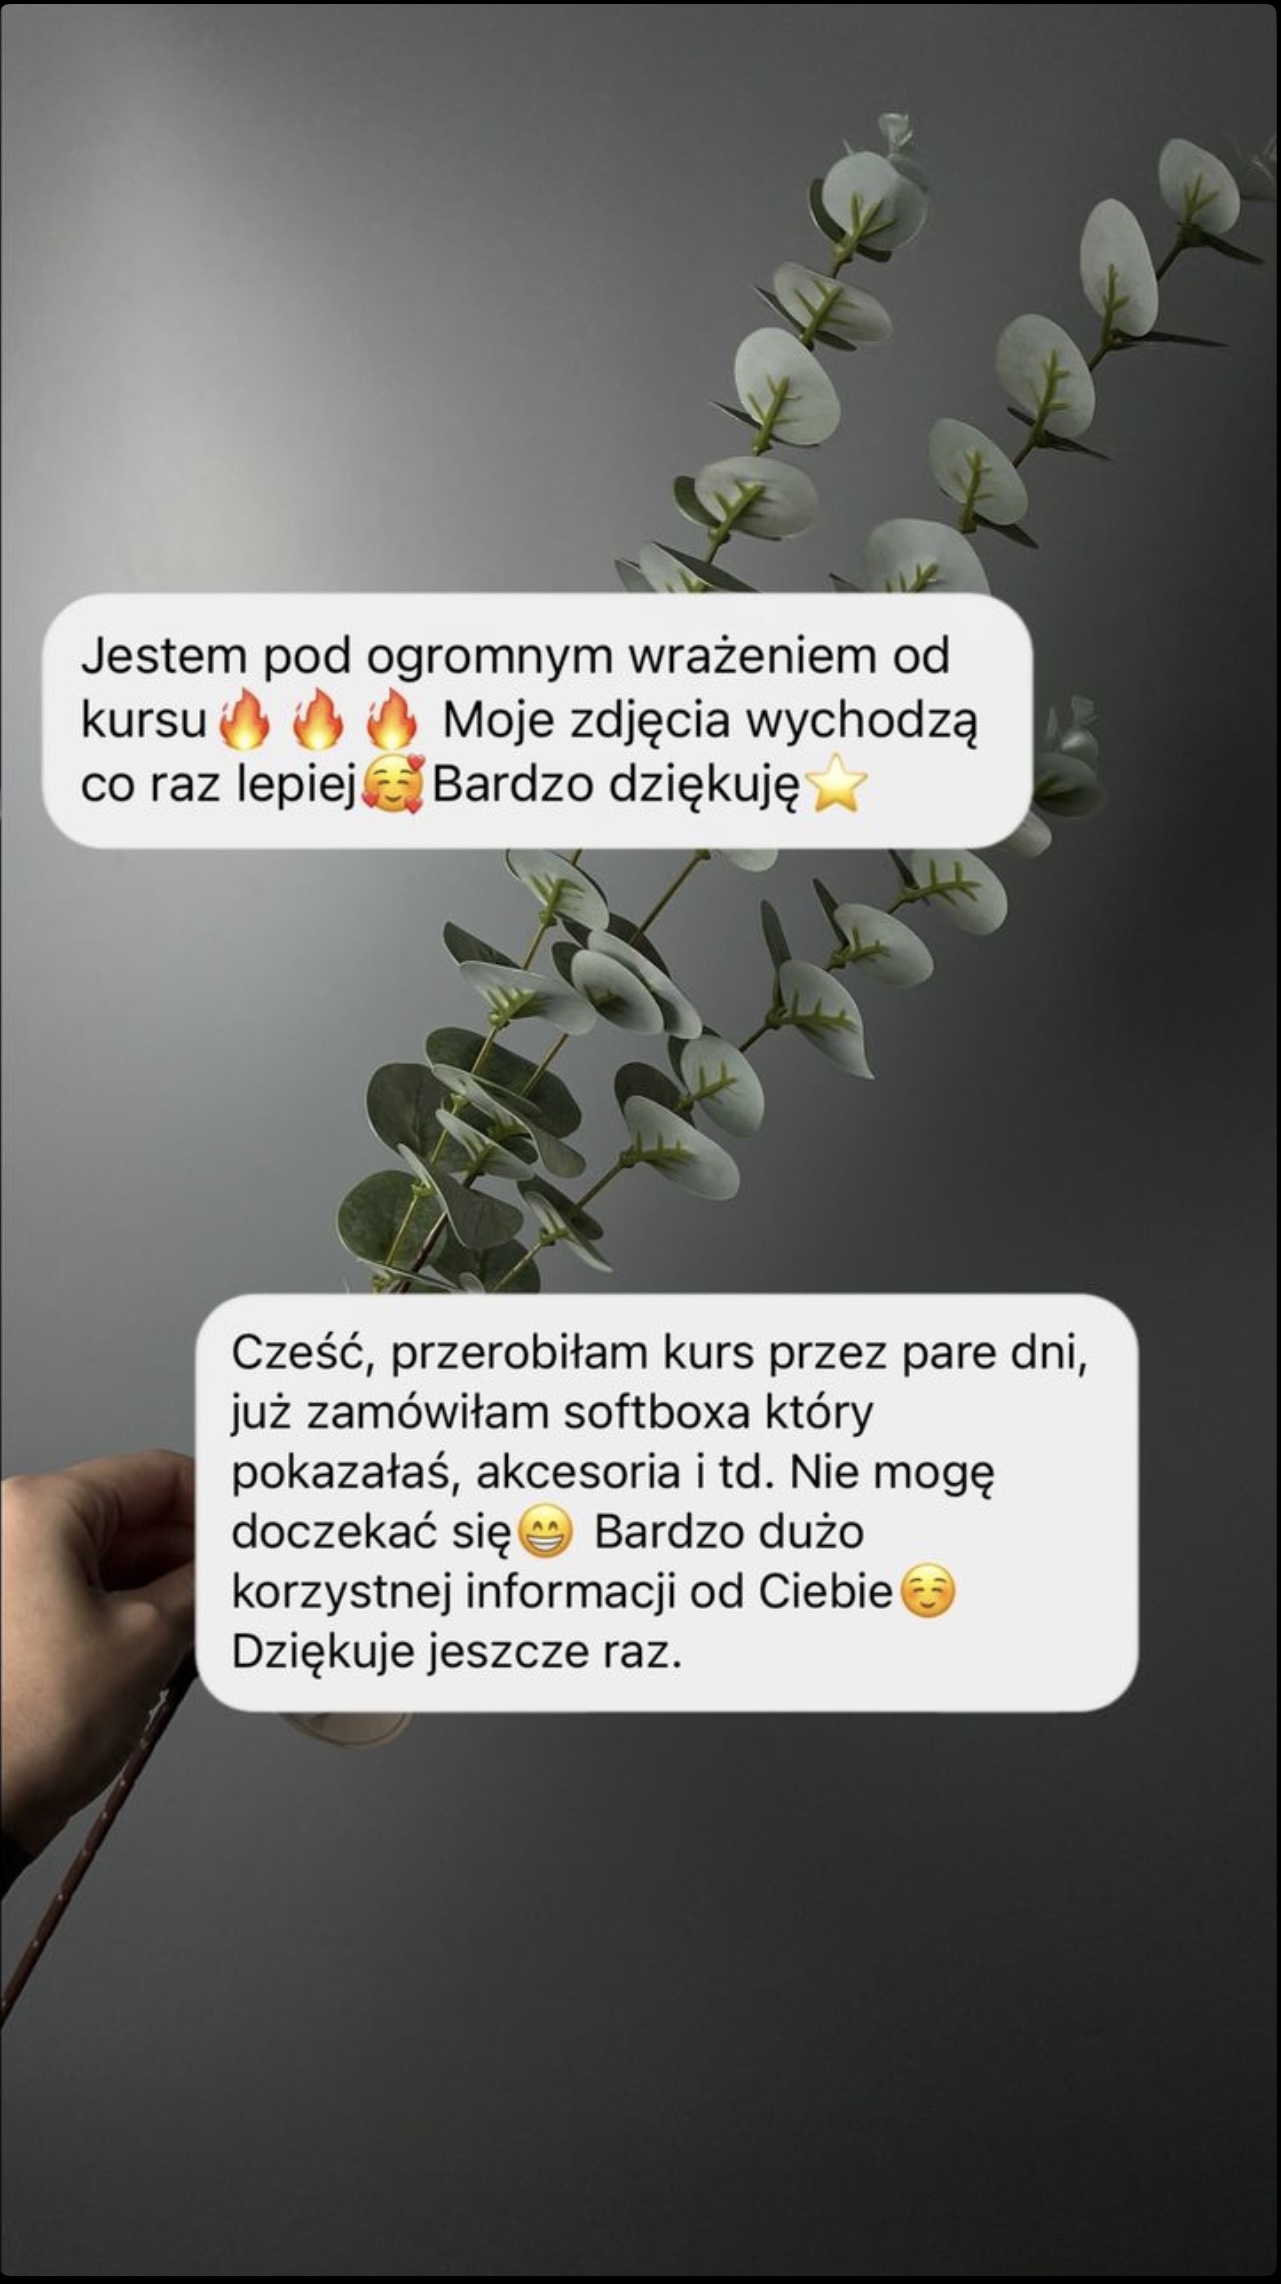 Jestem pod ogromnym wrażeniem od
kursu🔥 🔥 🔥 Moje zdjęcia wychodzą
co raz lepiej🥰Bardzo dziękuję⭐
Cześć, przerobiłam kurs przez pare dni,
już zamówiłam softboxa który
pokazałaś, akcesoria i td. Nie mogę
doczekać się😁 Bardzo dużo
korzystnej informacji od Ciebie☺️
Dziękuje jeszcze raz.